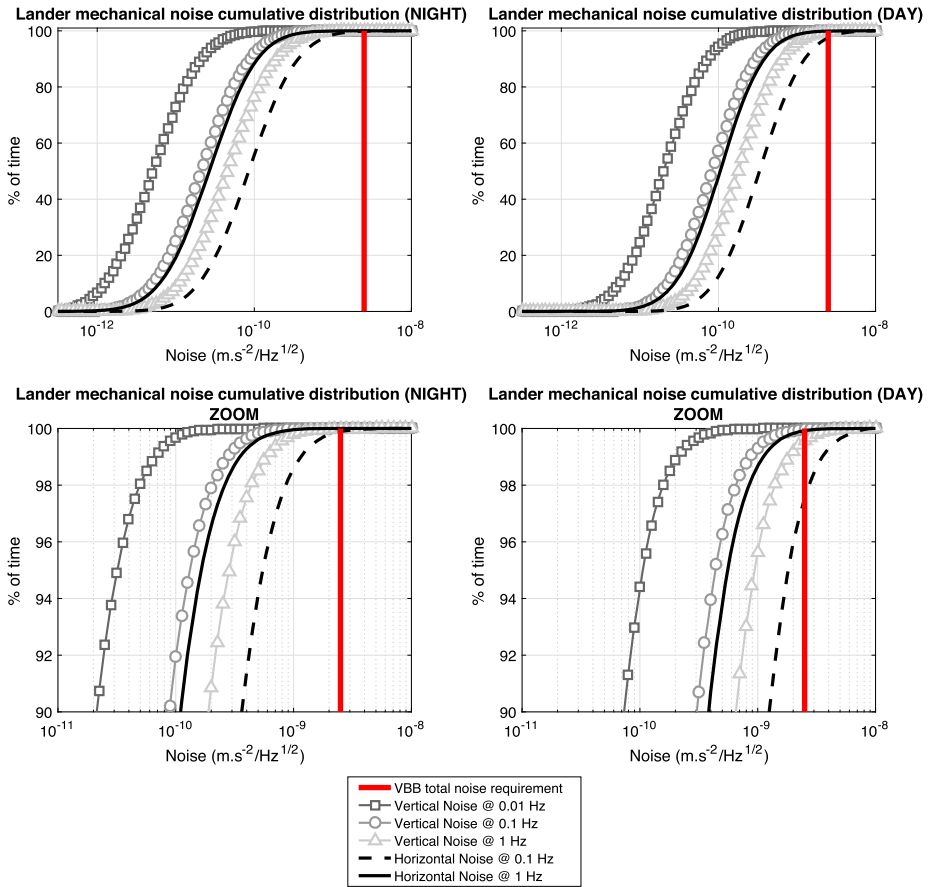 Lander mechanical noise cumulative distribution (NIGHT)
100
80
60
40
20
0
% of time
10^-12
10^-10
10^-8
Noise (m.s^-2/Hz^1/2)
Lander mechanical noise cumulative distribution (DAY)
100
80
60
40
20
0
% of time
10^-12
10^-10
10^-8
Noise (m.s^-2/Hz^1/2)
Lander mechanical noise cumulative distribution (NIGHT)
ZOOM
100
98
96
94
92
90
% of time
10^-11
10^-10
10^-9
10^-8
Noise (m.s^-2/Hz^1/2)
Lander mechanical noise cumulative distribution (DAY)
ZOOM
100
98
96
94
92
90
% of time
10^-11
10^-10
10^-9
10^-8
Noise (m.s^-2/Hz^1/2)
VBB total noise requirement
Vertical Noise @ 0.01 Hz
Vertical Noise @ 0.1 Hz
Vertical Noise @ 1 Hz
Horizontal Noise @ 0.1 Hz
Horizontal Noise @ 1 Hz